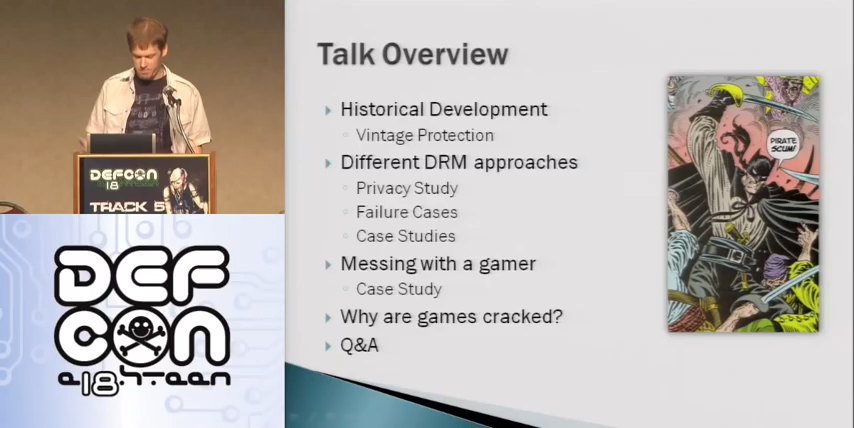 Talk Overview
Historical Development
Vintage Protection
Different DRM approaches
Privacy Study
Failure Cases
Case Studies
Messing with a gamer
Case Study
Why are games cracked?
Q&A
PIRATE
SCUM!
DEFCON
18
TRACK 5
DEF
CON
e18hteen